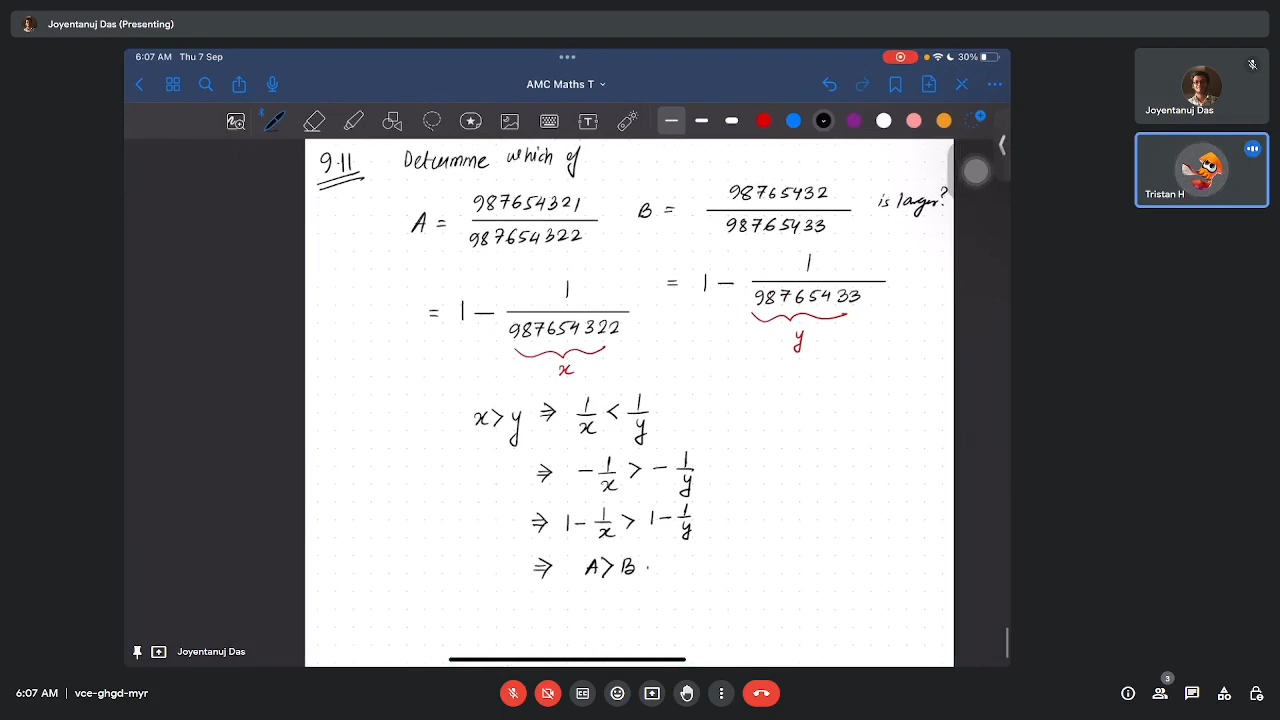 Joyentanuj Das (Presenting)
6:07 AM Thu 7 Sep
30%
AMC Maths T
9.11 Determine which of
A = 987654321 / 987654322 B = 98765432 / 98765433 is larger?
= 1 - 1 / 987654322 = 1 - 1 / 98765433
x y
x > y ⇒ 1/x < 1/y
⇒ - 1/x > - 1/y
⇒ 1 - 1/x > 1 - 1/y
⇒ A > B .
Joyentanuj Das
Joyentanuj Das
Tristan H
6:07 AM | vce-ghgd-myr
3